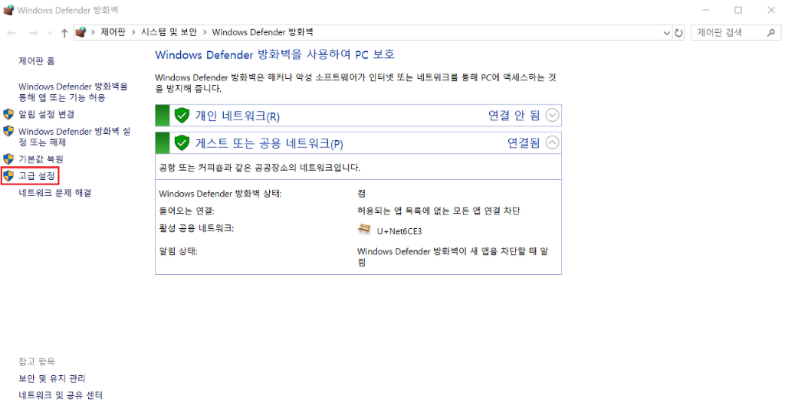 Windows Defender 방화벽
제어판 > 시스템 및 보안 > Windows Defender 방화벽
제어판 검색
제어판 홈
Windows Defender 방화벽을
통해 앱 또는 기능 허용
알림 설정 변경
Windows Defender 방화벽 설
정 또는 해제
기본값 복원
고급 설정
네트워크 문제 해결
Windows Defender 방화벽을 사용하여 PC 보호
Windows Defender 방화벽은 해커나 악성 소프트웨어가 인터넷 또는 네트워크를 통해 PC에 액세스하는 것
을 방지해 줍니다.
개인 네트워크(R) 연결 안 됨
게스트 또는 공용 네트워크(P) 연결됨
공항 또는 커피숍과 같은 공공장소의 네트워크입니다.
Windows Defender 방화벽 상태: 켬
들어오는 연결: 허용되는 앱 목록에 없는 모든 앱 연결 차단
활성 공용 네트워크: U+Net6CE3
알림 상태: Windows Defender 방화벽이 새 앱을 차단할 때 알
림
참고 항목
보안 및 유지 관리
네트워크 및 공유 센터